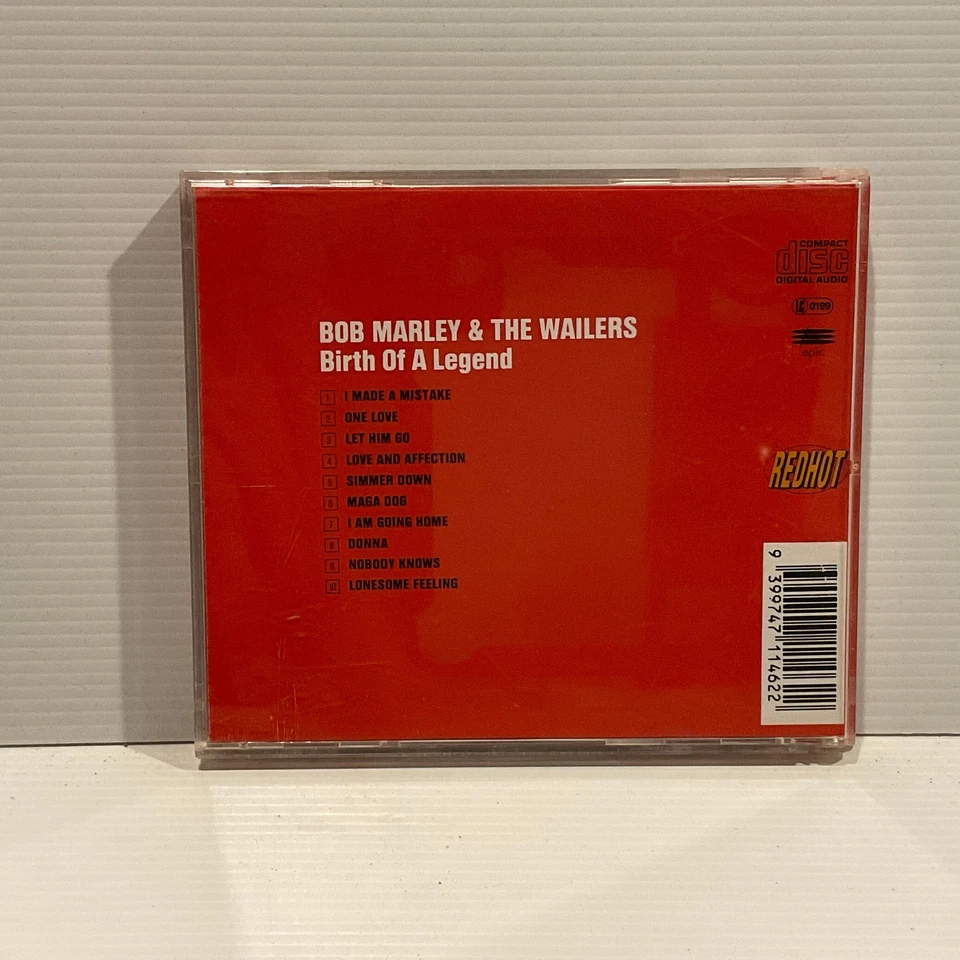 COMPACT
disc
DIGITAL AUDIO
LC 0199
epic
BOB MARLEY & THE WAILERS
Birth Of A Legend
1 I MADE A MISTAKE
2 ONE LOVE
3 LET HIM GO
4 LOVE AND AFFECTION
5 SIMMER DOWN
6 MAGA DOG
7 I AM GOING HOME
8 DONNA
9 NOBODY KNOWS
10 LONESOME FEELING
REDHOT
9 399747 114622